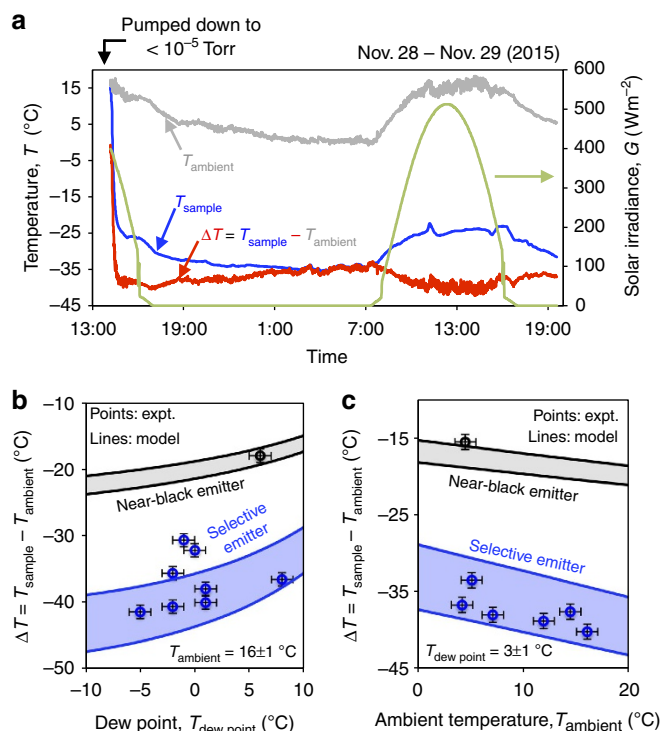 a
Pumped down to
< 10⁻⁵ Torr
Nov. 28 – Nov. 29 (2015)
Temperature, T (°C)
15
5
−5
−15
−25
−35
−45
T_ambient
T_sample
ΔT = T_sample − T_ambient
600
500
400
300
200
100
0
Solar irradiance, G (Wm⁻²)
13:00 19:00 1:00 7:00 13:00 19:00
Time
b
−10
−20
−30
−40
−50
ΔT = T_sample − T_ambient (°C)
Points: expt.
Lines: model
Near-black emitter
Selective
emitter
T_ambient = 16±1 °C
−10 −5 0 5 10
Dew point, T_dew point (°C)
c
−15
−25
−35
−45
ΔT = T_sample − T_ambient (°C)
Points: expt.
Lines: model
Near-black emitter
Selective emitter
T_dew point = 3±1 °C
0 10 20
Ambient temperature, T_ambient (°C)